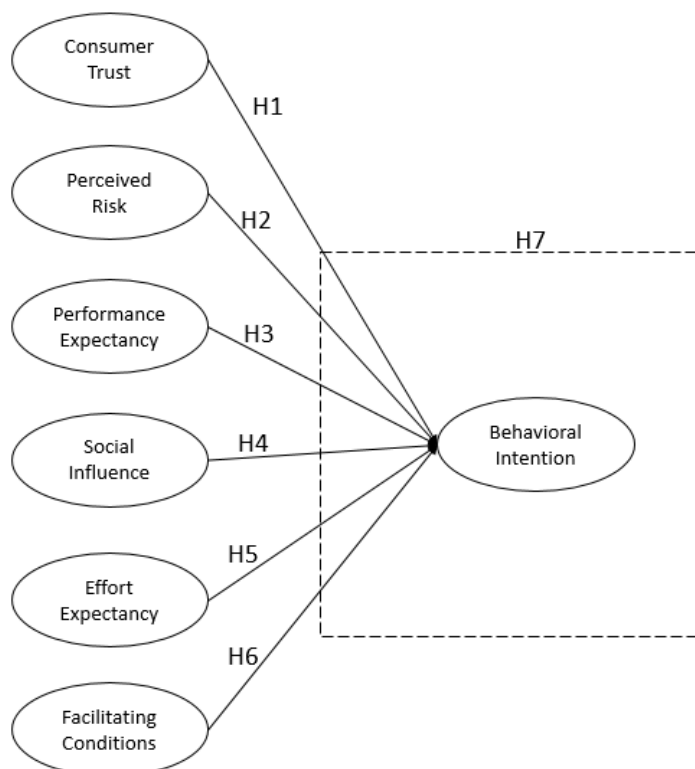 Consumer
Trust
H1
Perceived
Risk
H2
H7
Performance
Expectancy
H3
Social
Influence
H4
Behavioral
Intention
Effort
Expectancy
H5
H6
Facilitating
Conditions